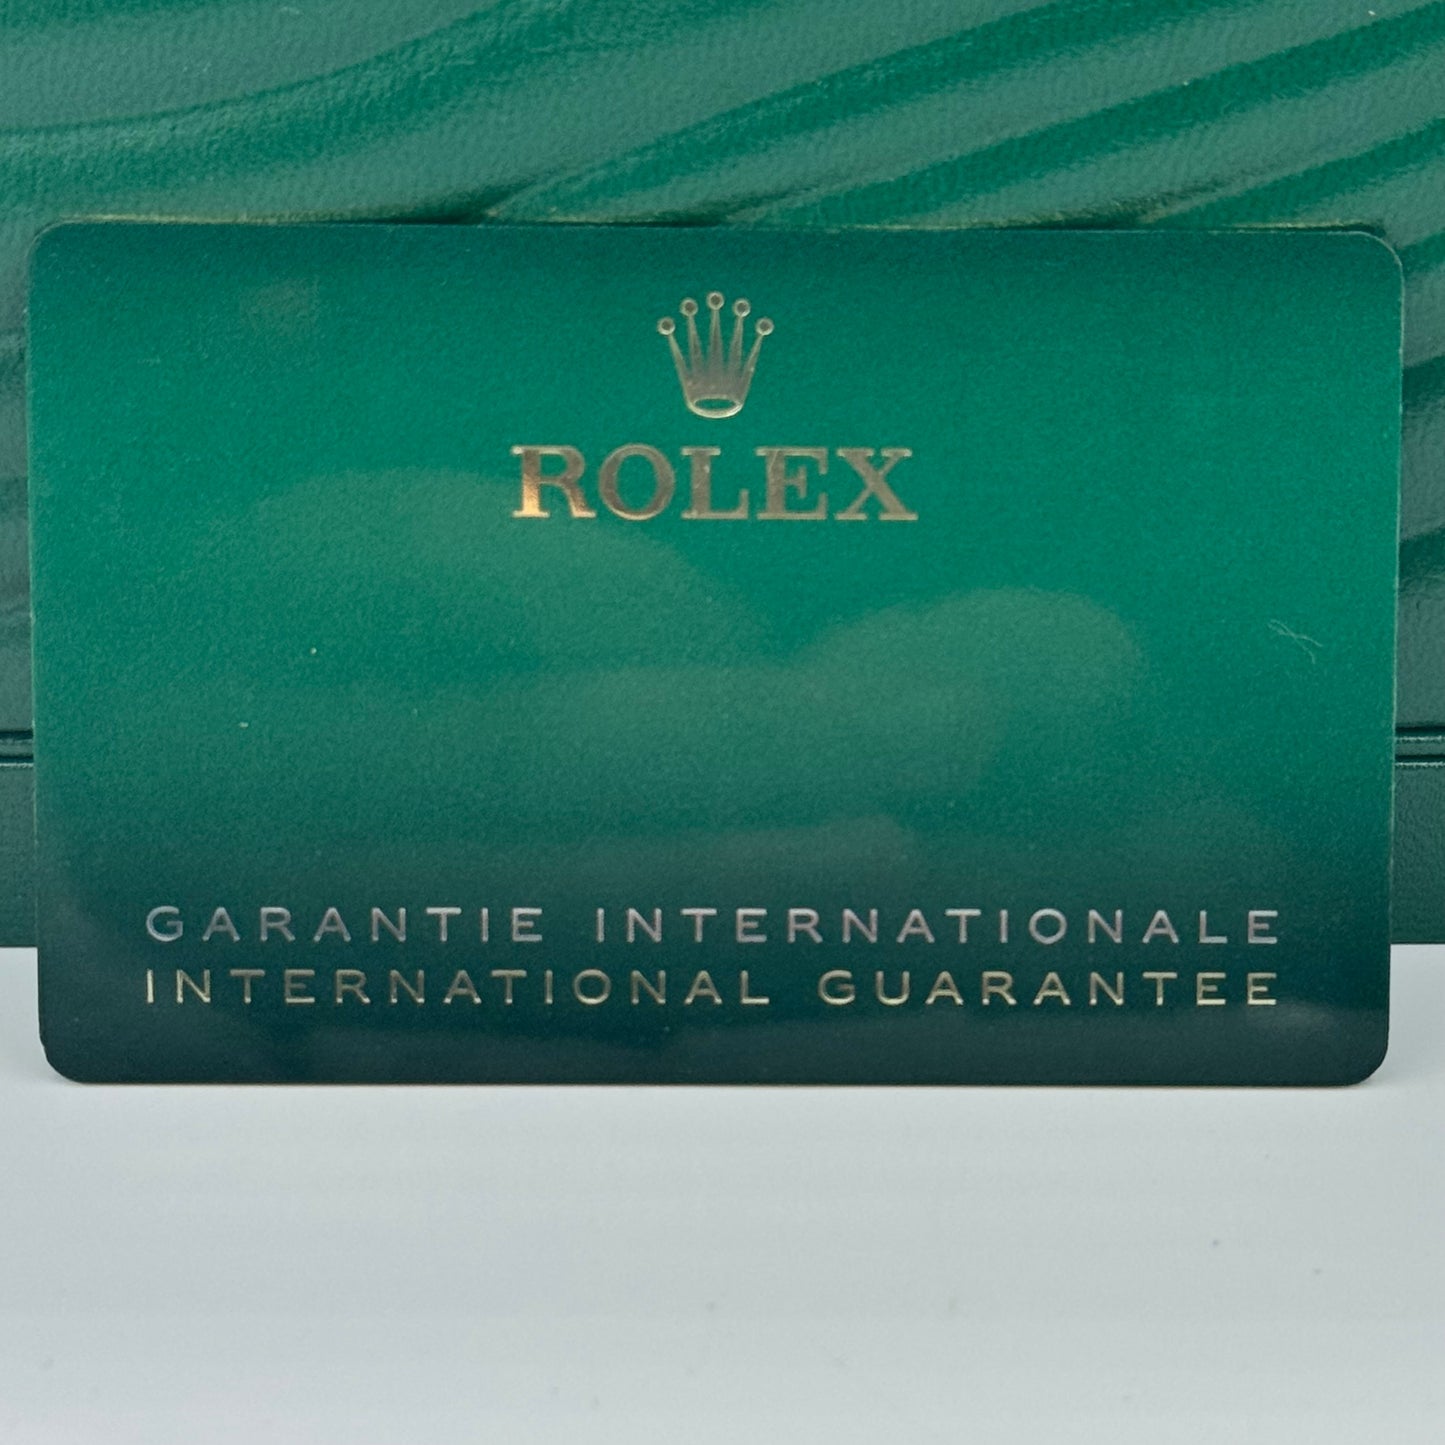 ROLEX
GARANTIE INTERNATIONALE
INTERNATIONAL GUARANTEE